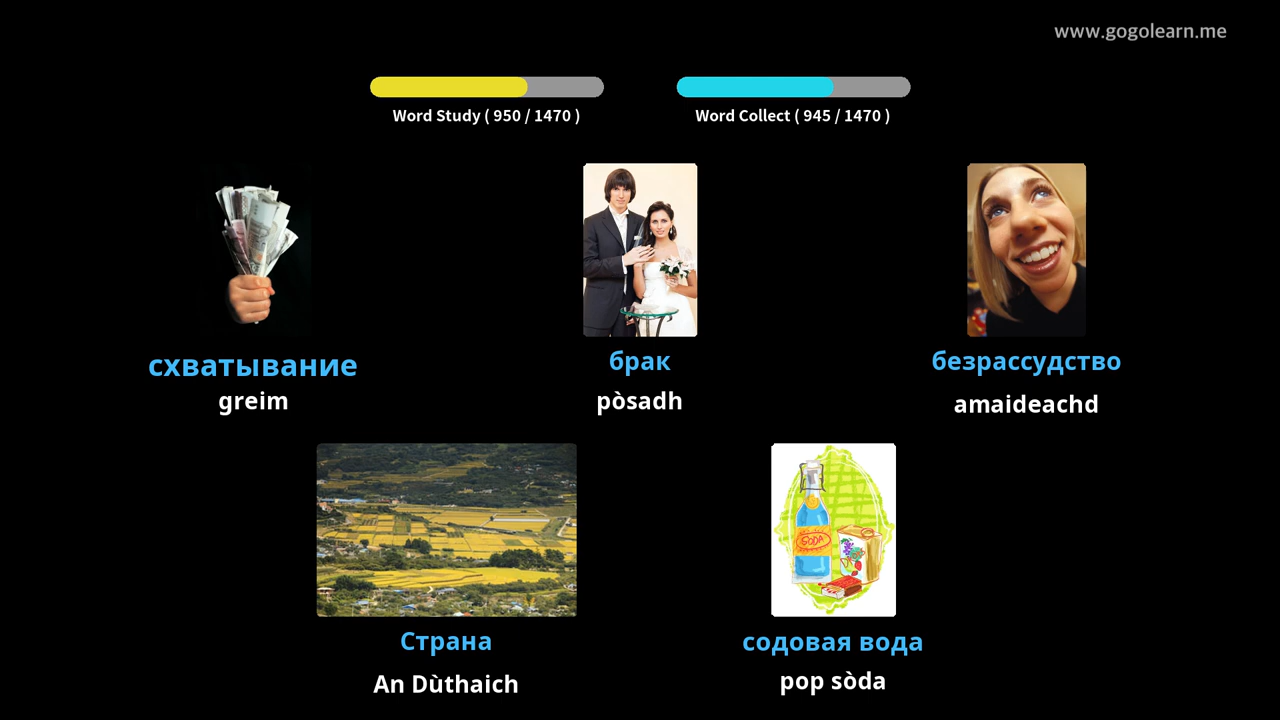 www.gogolearn.me
Word Study ( 950 / 1470 )
Word Collect ( 945 / 1470 )
схватывание
greim
брак
pòsadh
безрассудство
amaideachd
SODA
Страна
An Dùthaich
содовая вода
pop sòda